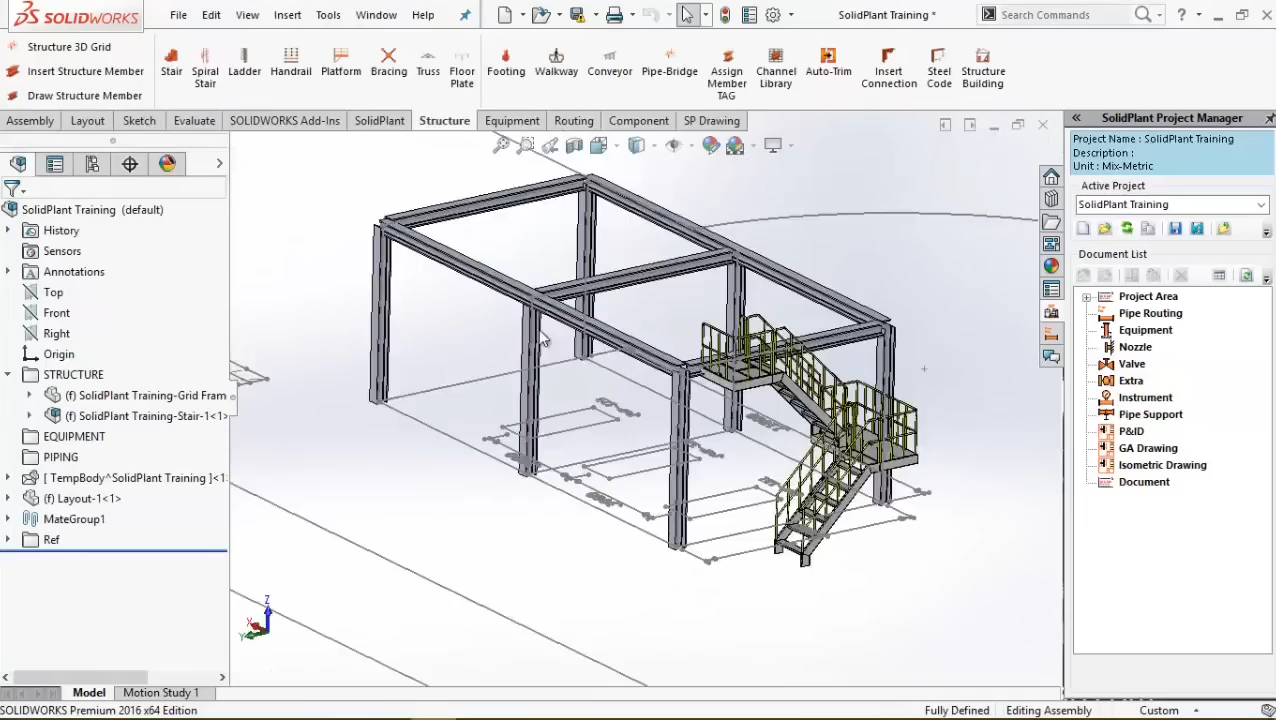 SOLIDWORKS
File Edit View Insert Tools Window Help
SolidPlant Training *
Search Commands
?
Structure 3D Grid
Insert Structure Member
Draw Structure Member
Stair
Spiral Stair
Ladder
Handrail
Platform
Bracing
Truss
Floor Plate
Footing
Walkway
Conveyor
Pipe-Bridge
Assign Member TAG
Channel Library
Auto-Trim
Insert Connection
Steel Code
Structure Building
Assembly Layout Sketch Evaluate SOLIDWORKS Add-Ins SolidPlant Structure Equipment Routing Component SP Drawing
SolidPlant Training (default)
History
Sensors
Annotations
Top
Front
Right
Origin
STRUCTURE
(f) SolidPlant Training-Grid Fram
(f) SolidPlant Training-Stair-1<1>
EQUIPMENT
PIPING
[ TempBody^SolidPlant Training ]<1>
(f) Layout-1<1>
MateGroup1
Ref
Z
X
Y
SolidPlant Project Manager
Project Name : SolidPlant Training
Description :
Unit : Mix-Metric
Active Project
SolidPlant Training
Document List
Project Area
Pipe Routing
Equipment
Nozzle
Valve
Extra
Instrument
Pipe Support
P&ID
GA Drawing
Isometric Drawing
Document
Model Motion Study 1
SOLIDWORKS Premium 2016 x64 Edition
Fully Defined
Editing Assembly
Custom